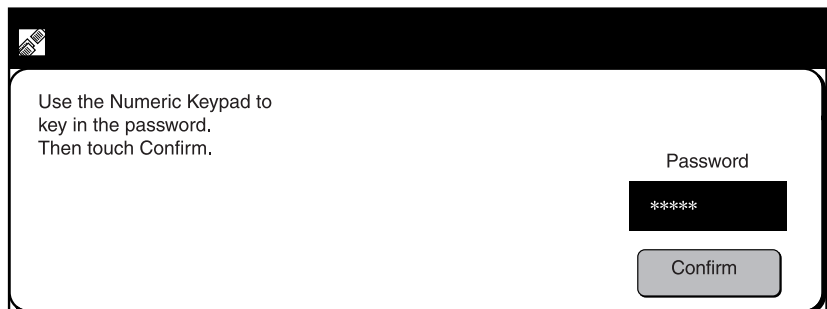 Use the Numeric Keypad to
key in the password.
Then touch Confirm.
Password
*****
Confirm